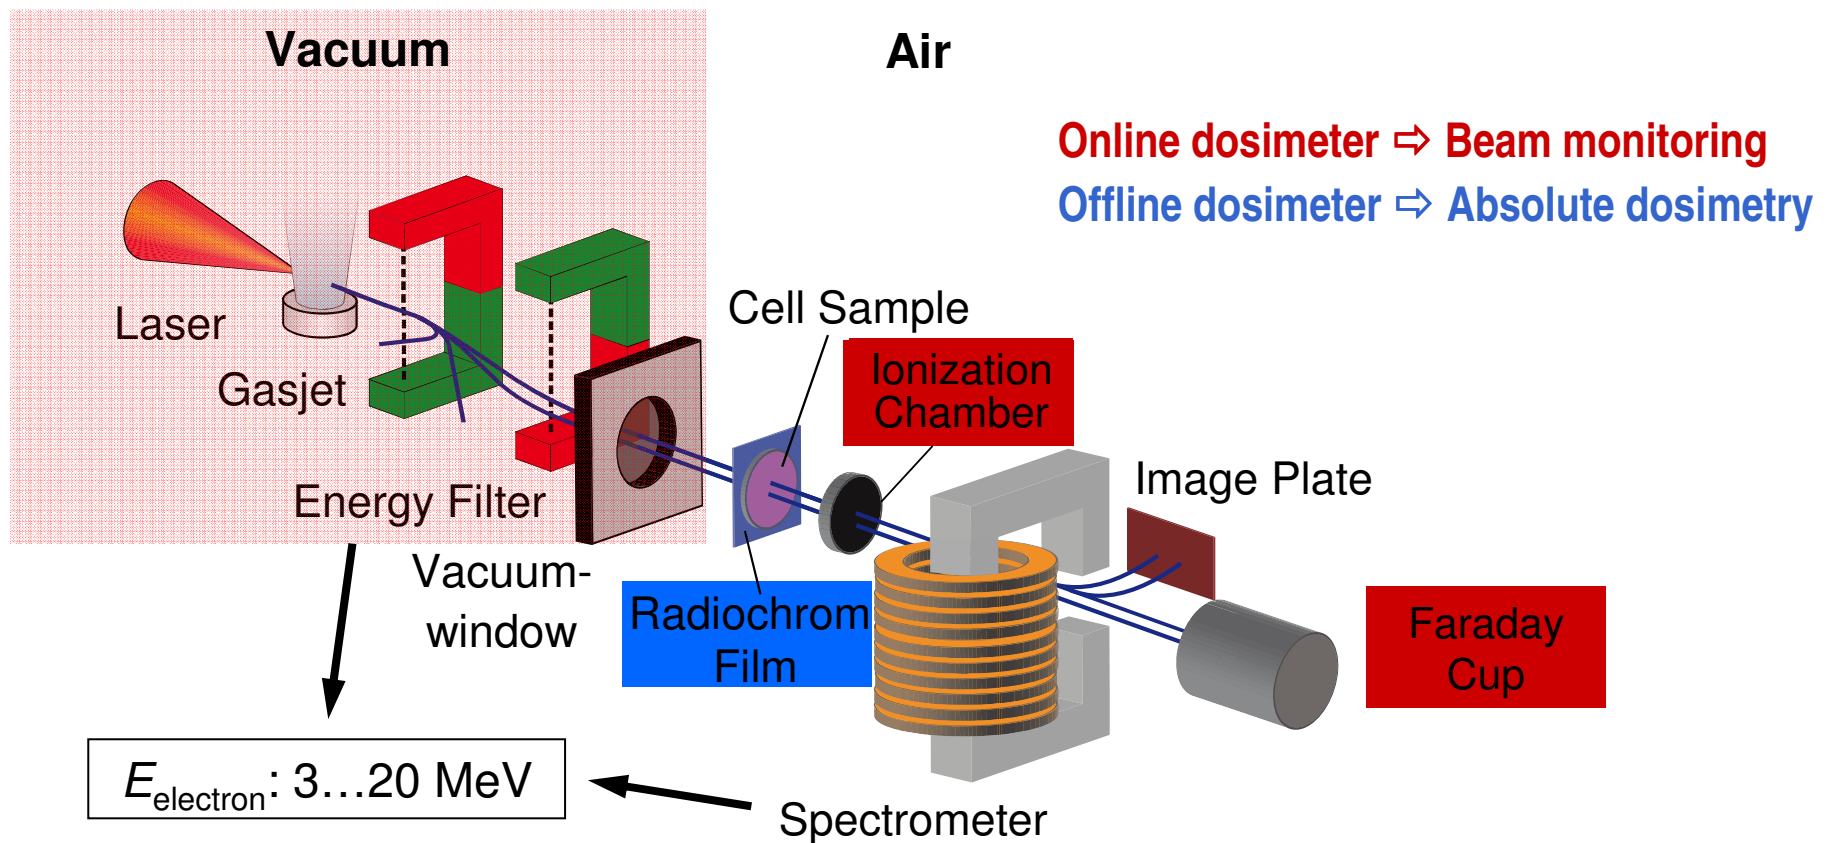 Vacuum
Air
Online dosimeter ⇨ Beam monitoring
Offline dosimeter ⇨ Absolute dosimetry
Laser
Gasjet
Energy Filter
Vacuum-
window
Cell Sample
Ionization
Chamber
Image Plate
Radiochrom
Film
Faraday
Cup
Eelectron: 3…20 MeV
Spectrometer